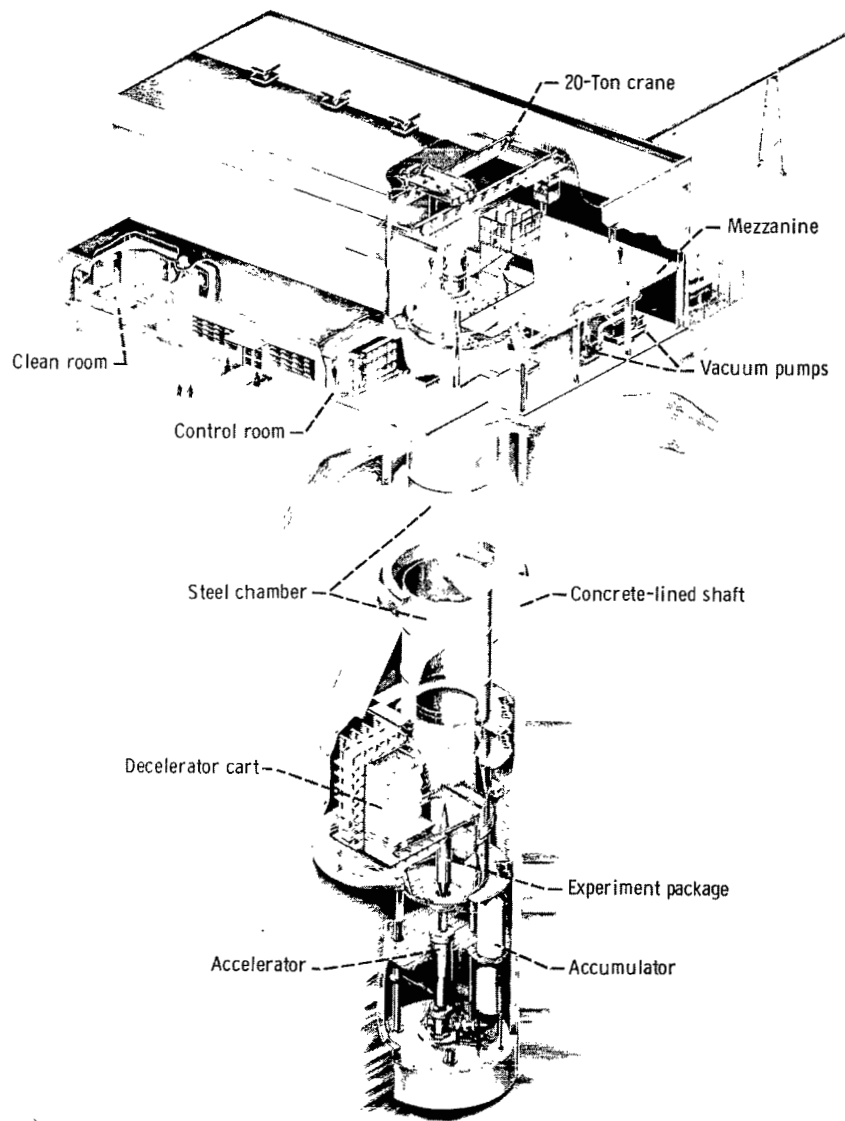 20-Ton crane
Mezzanine
Clean room
Vacuum pumps
Control room
Steel chamber
Concrete-lined shaft
Decelerator cart
Experiment package
Accelerator
Accumulator